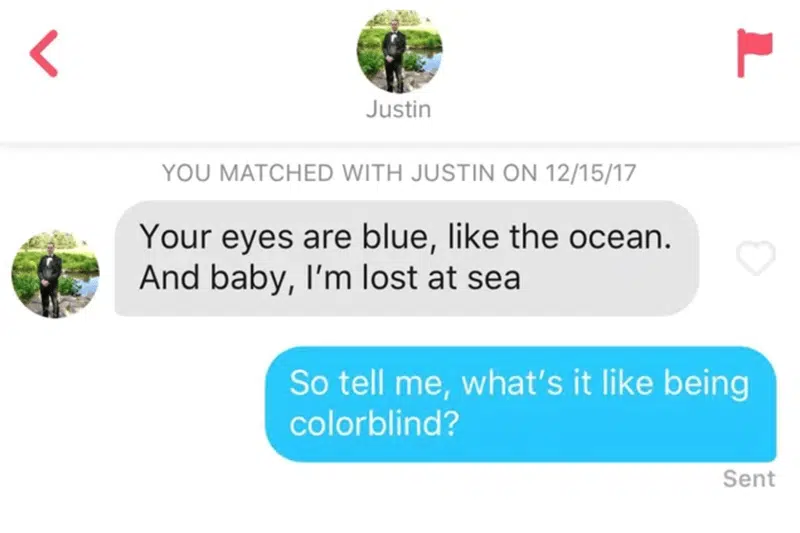 Justin
YOU MATCHED WITH JUSTIN ON 12/15/17
Your eyes are blue, like the ocean.
And baby, I’m lost at sea
So tell me, what’s it like being
colorblind?
Sent